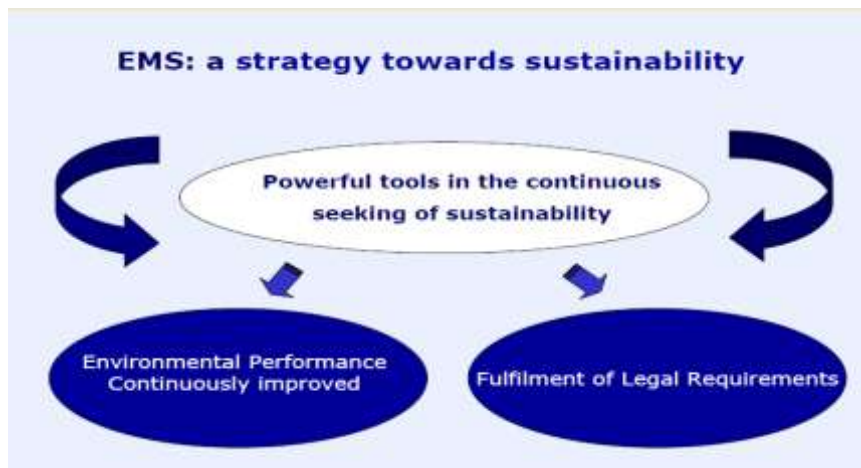 EMS: a strategy towards sustainability
Powerful tools in the continuous
seeking of sustainability
Environmental Performance
Continuously improved
Fulfilment of Legal Requirements